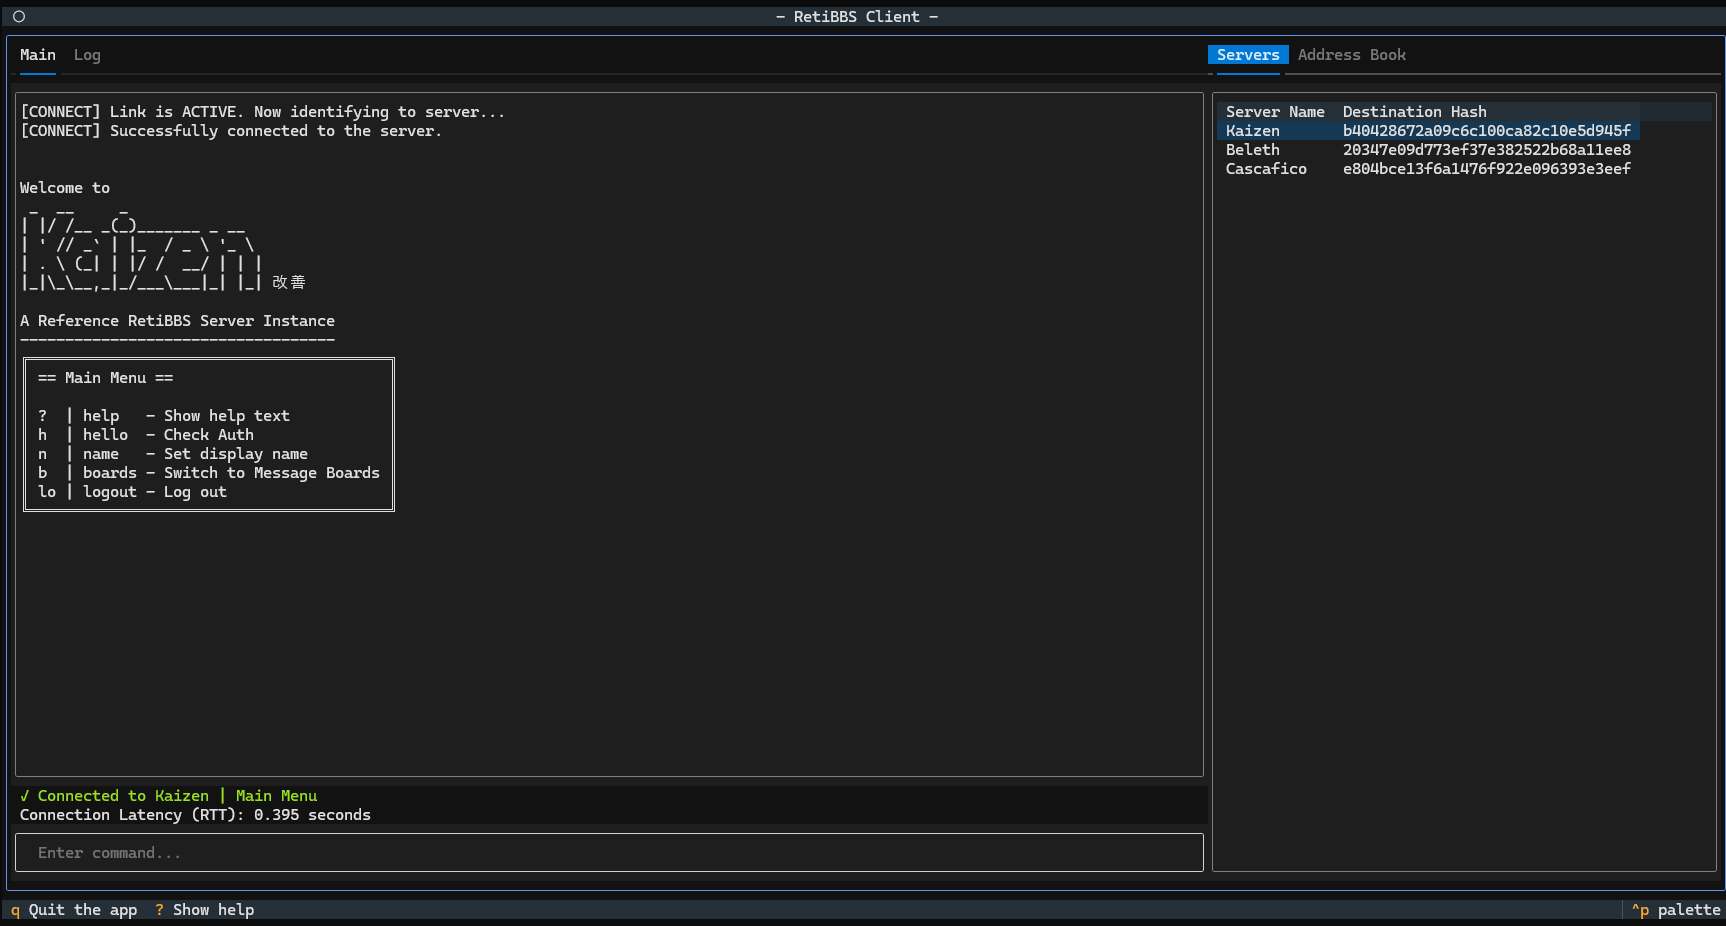 — RetiBBS Client —
Main Log
[CONNECT] Link is ACTIVE. Now identifying to server...
[CONNECT] Successfully connected to the server.
Welcome to
 _  __     _
| |/ /__ _(_)_______ _ __
| ' // _` | |_  / _ \ '_ \
| . \ (_| | |/ /  __/ | | |
|_|\_\__,_|_/___\___|_| |_| 改善
A Reference RetiBBS Server Instance
-----------------------------------
== Main Menu ==
?  | help   - Show help text
h  | hello  - Check Auth
n  | name   - Set display name
b  | boards - Switch to Message Boards
lo | logout - Log out
✓ Connected to Kaizen | Main Menu
Connection Latency (RTT): 0.395 seconds
Enter command...
Servers Address Book
Server Name Destination Hash
Kaizen b40428672a09c6c100ca82c10e5d945f
Beleth 20347e09d773ef37e382522b68a11ee8
Cascafico e804bce13f6a1476f922e096393e3eef
q Quit the app ? Show help
^p palette